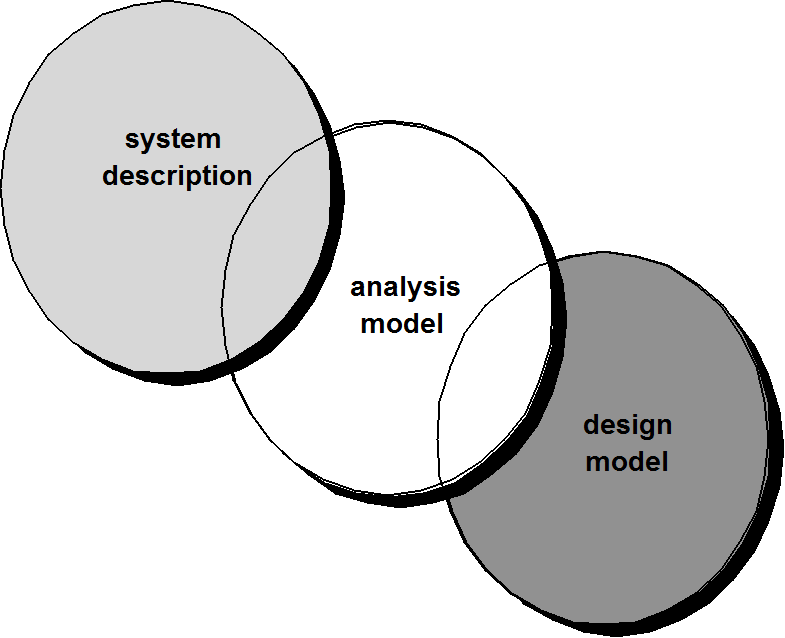 system
description
analysis
model
design
model